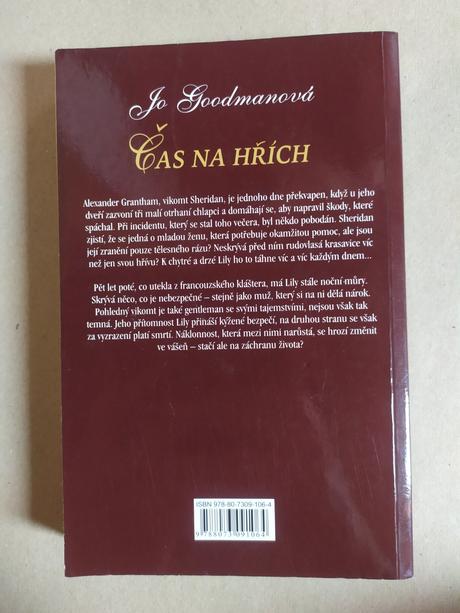 Jo Goodmanová
ČAS NA HŘÍCH
Alexander Grantham, vikomt Sheridan, je jednoho dne překvapen, když u jeho
dveří zazvoní tři malí otrhaní chlapci a domáhají se, aby napravil škody, které
spáchal. Při incidentu, který se stal toho večera, byl někdo pobodán. Sheridan
zjistí, že se jedná o mladou ženu, která potřebuje okamžitou pomoc, ale jsou
její zranění pouze tělesného rázu? Neskrývá před ním rudovlasá krasavice víc
než jen svou hřívu? K chytré a drzé Lily ho to táhne víc a víc každým dnem...
Pět let poté, co utekla z francouzského kláštera, má Lily stále noční můry.
Skrývá něco, co je nebezpečné – stejně jako muž, který si na ni dělá nárok.
Pohledný vikomt je také gentleman se svými tajemstvími, nejsou však tak
temná. Jeho přítomnost Lily přináší kýžené bezpečí, na druhou stranu se však
za vyzrazení platí smrtí. Náklonnost, která mezi nimi narůstá, se hrozí změnit
ve vášeň – stačí ale na záchranu života?
ISBN 978-80-7309-106-4
9 788073 091064